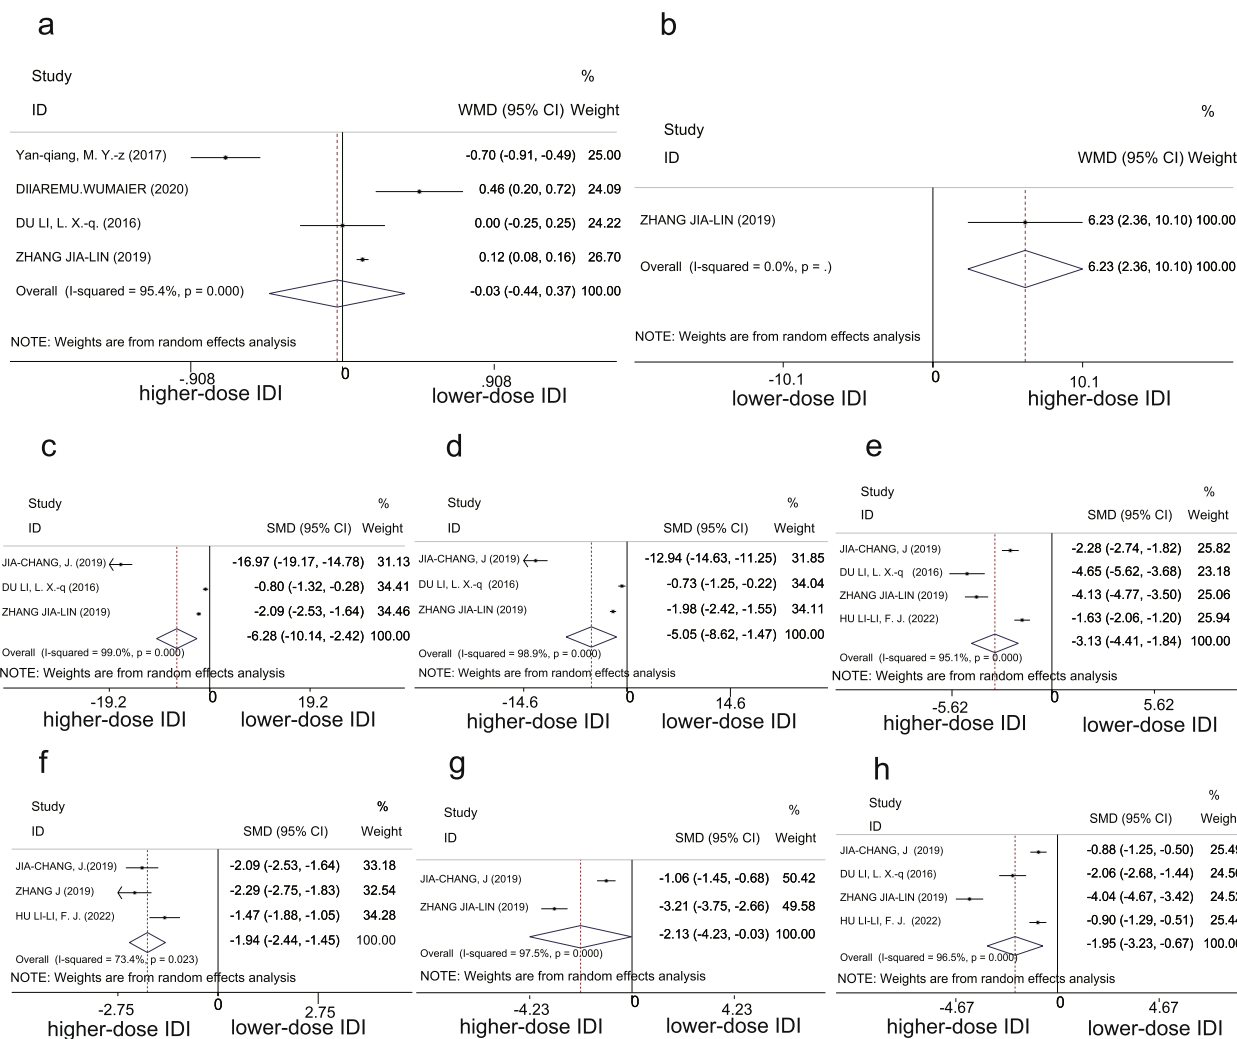 a
Study %
ID WMD (95% CI) Weight
Yan-qiang, M. Y.-z (2017) -0.70 (-0.91, -0.49) 25.00
DIIAREMU.WUMAIER (2020) 0.46 (0.20, 0.72) 24.09
DU LI, L. X.-q. (2016) 0.00 (-0.25, 0.25) 24.22
ZHANG JIA-LIN (2019) 0.12 (0.08, 0.16) 26.70
Overall (I-squared = 95.4%, p = 0.000) -0.03 (-0.44, 0.37) 100.00
NOTE: Weights are from random effects analysis
-.908 0 .908
higher-dose IDI lower-dose IDI
b
%
Study
ID WMD (95% CI) Weight
ZHANG JIA-LIN (2019) 6.23 (2.36, 10.10) 100.00
Overall (I-squared = 0.0%, p = .) 6.23 (2.36, 10.10) 100.00
NOTE: Weights are from random effects analysis
-10.1 0 10.1
lower-dose IDI higher-dose IDI
c
Study %
ID SMD (95% CI) Weight
JIA-CHANG, J. (2019) -16.97 (-19.17, -14.78) 31.13
DU LI, L. X.-q (2016) -0.80 (-1.32, -0.28) 34.41
ZHANG JIA-LIN (2019) -2.09 (-2.53, -1.64) 34.46
-6.28 (-10.14, -2.42) 100.00
Overall (I-squared = 99.0%, p = 0.000)
NOTE: Weights are from random effects analysis
-19.2 0 19.2
higher-dose IDI lower-dose IDI
d
Study %
ID SMD (95% CI) Weight
JIA-CHANG, J. (2019) -12.94 (-14.63, -11.25) 31.85
DU LI, L. X.-q (2016) -0.73 (-1.25, -0.22) 34.04
ZHANG JIA-LIN (2019) -1.98 (-2.42, -1.55) 34.11
-5.05 (-8.62, -1.47) 100.00
Overall (I-squared = 98.9%, p = 0.000)
NOTE: Weights are from random effects analysis
-14.6 0 14.6
higher-dose IDI lower-dose IDI
e
Study %
ID SMD (95% CI) Weight
JIA-CHANG, J (2019) -2.28 (-2.74, -1.82) 25.82
DU LI, L. X.-q (2016) -4.65 (-5.62, -3.68) 23.18
ZHANG JIA-LIN (2019) -4.13 (-4.77, -3.50) 25.06
HU LI-LI, F. J. (2022) -1.63 (-2.06, -1.20) 25.94
-3.13 (-4.41, -1.84) 100.00
Overall (I-squared = 95.1%, p = 0.000)
NOTE: Weights are from random effects analysis
-5.62 0 5.62
higher-dose IDI lower-dose IDI
f
Study %
ID SMD (95% CI) Weight
JIA-CHANG, J.(2019) -2.09 (-2.53, -1.64) 33.18
ZHANG J (2019) -2.29 (-2.75, -1.83) 32.54
HU LI-LI, F. J. (2022) -1.47 (-1.88, -1.05) 34.28
-1.94 (-2.44, -1.45) 100.00
Overall (I-squared = 73.4%, p = 0.023)
NOTE: Weights are from random effects analysis
-2.75 0 2.75
higher-dose IDI lower-dose IDI
g
Study %
ID SMD (95% CI) Weight
JIA-CHANG, J (2019) -1.06 (-1.45, -0.68) 50.42
ZHANG JIA-LIN (2019) -3.21 (-3.75, -2.66) 49.58
-2.13 (-4.23, -0.03) 100.00
Overall (I-squared = 97.5%, p = 0.000)
NOTE: Weights are from random effects analysis
-4.23 0 4.23
higher-dose IDI lower-dose IDI
h
%
Study
ID SMD (95% CI) Weigh
JIA-CHANG, J (2019) -0.88 (-1.25, -0.50) 25.49
DU LI, L. X.-q (2016) -2.06 (-2.68, -1.44) 24.50
ZHANG JIA-LIN (2019) -4.04 (-4.67, -3.42) 24.52
HU LI-LI, F. J. (2022) -0.90 (-1.29, -0.51) 25.44
-1.95 (-3.23, -0.67) 100.00
Overall (I-squared = 96.5%, p = 0.000)
NOTE: Weights are from random effects analysis
-4.67 0 4.67
higher-dose IDI lower-dose IDI